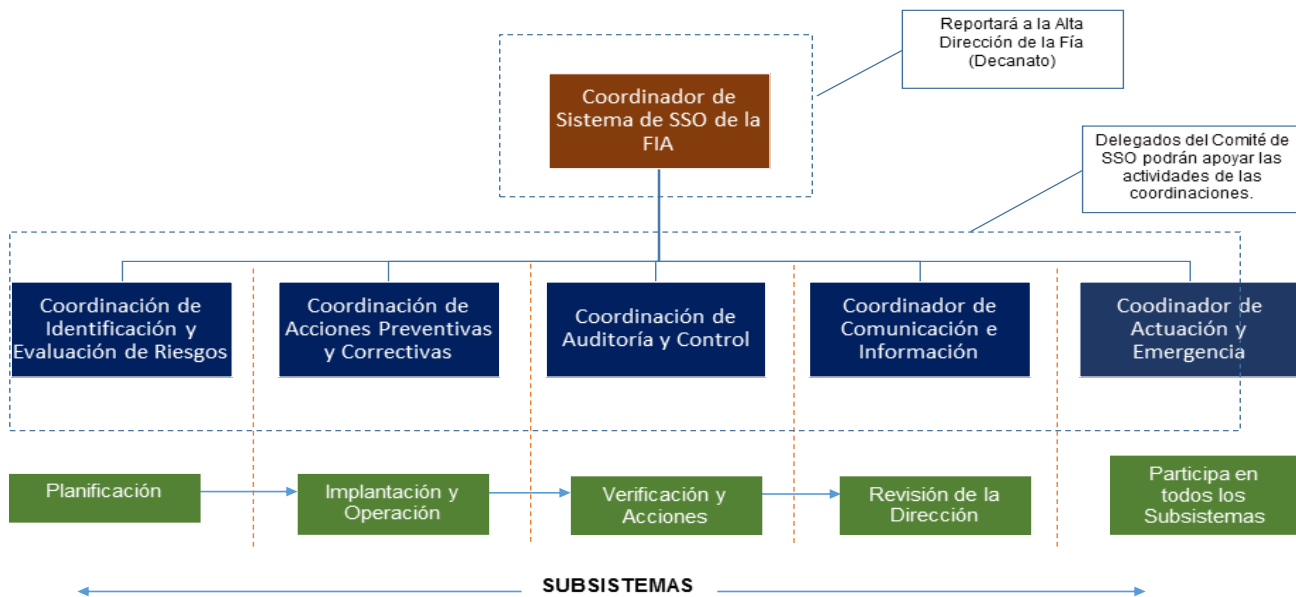 Reportará a la Alta
Dirección de la Fía
(Decanato)
Coordinador de
Sistema de SSO de la
FIA
Delegados del Comité de
SSO podrán apoyar las
actividades de las
coordinaciones.
Coordinación de
Identificación y
Evaluación de Riesgos
Coordinación de
Acciones Preventivas
y Correctivas
Coordinación de
Auditoría y Control
Coordinador de
Comunicación e
Información
Coodinador de
Actuación y
Emergencia
Planificación
Implantación y
Operación
Verificación y
Acciones
Revisión de la
Dirección
Participa en
todos los
Subsistemas
SUBSISTEMAS